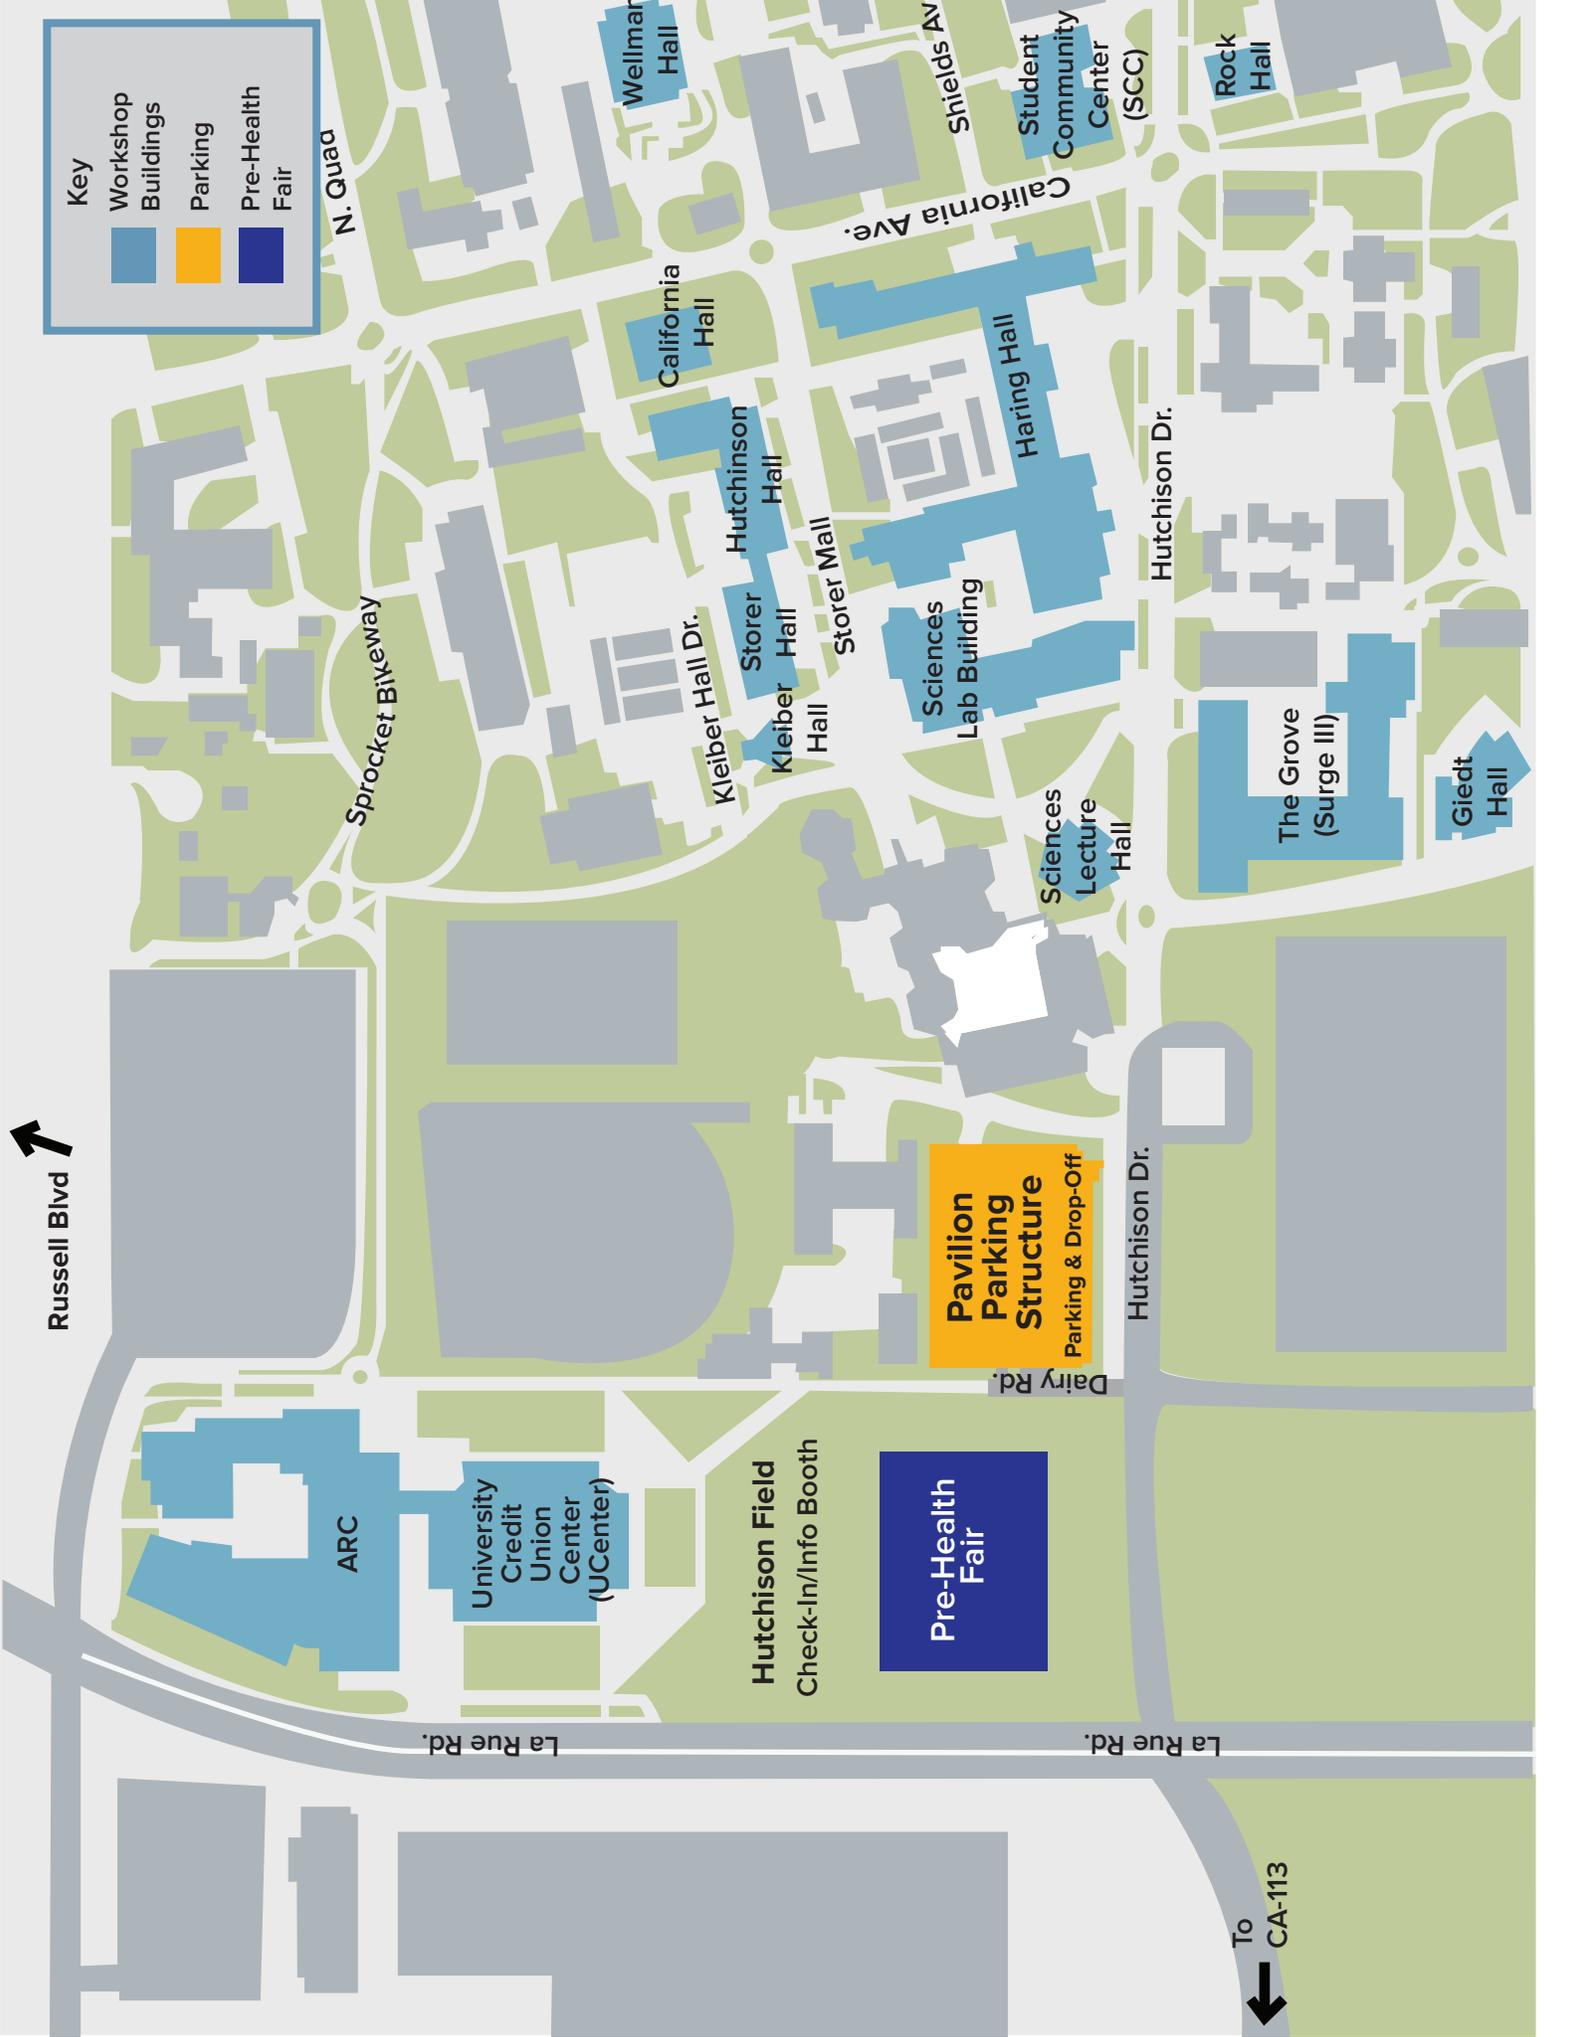 Key
Workshop
Buildings
Parking
Pre-Health
Fair
N. Quad
Wellman
Hall
Shields Av
Student
Community
Center
(SCC)
Rock
Hall
California Ave.
California
Hall
Hutchinson
Hall
Haring Hall
Hutchison Dr.
Storer Mall
Storer
Hall
Sprocket Bikeway
Kleiber Hall Dr.
Kleiber
Hall
Sciences
Lab Building
Sciences
Lecture
Hall
The Grove
(Surge III)
Giedt
Hall
Russell Blvd
Pavilion
Parking
Structure
Parking & Drop-Off
Hutchison Dr.
Dairy Rd.
ARC
University
Credit
Union
Center
(UCenter)
Hutchison Field
Check-In/Info Booth
Pre-Health
Fair
La Rue Rd.
La Rue Rd.
To
CA-113